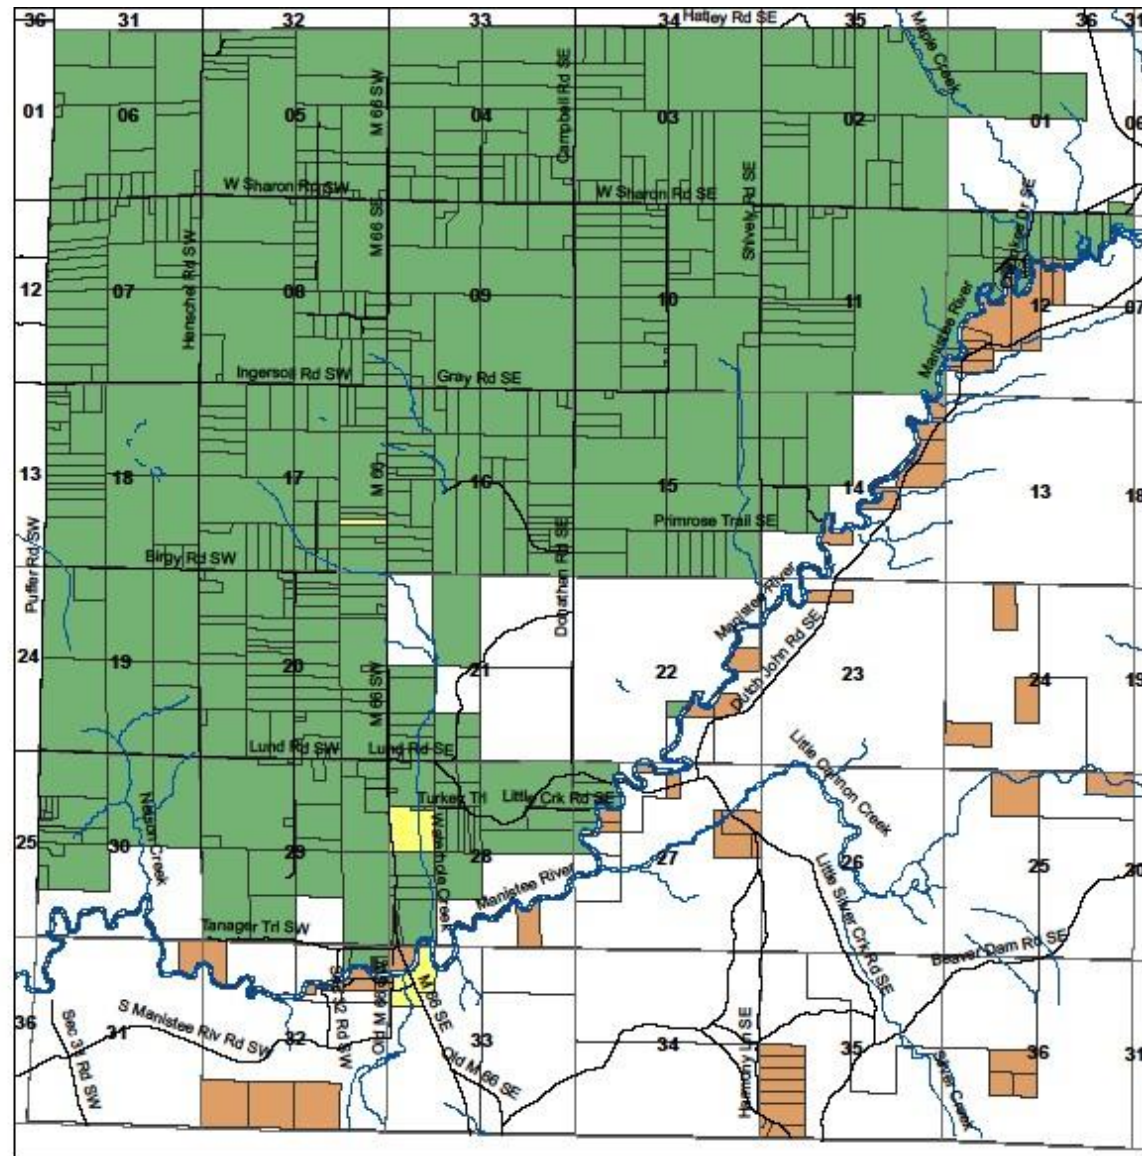 36 31 32 33 34 35 36 31
Hatley Rd SE
Maple Creek
01 06 05 04 03 02 01 06
M 66 SW
Campbell Rd SE
W Sharon Rd SW
W Sharon Rd SE
Shively Rd SE
M 66 SE
Henschel Rd SW
12 07 08 09 10 11 12 07
Manistee River
Ingersoll Rd SW
Gray Rd SE
13 18 17 16 15 14 13 18
M 66
Primrose Trail SE
Birgy Rd SW
Puffer Rd SW
Donathan Rd SE
Manistee River
24 19 20 21 22 23 24 19
M 66 SW
Dutch John Rd SE
Lund Rd SW
Lund Rd SE
Little Cannon Creek
Turkey Trl
Little Crk Rd SE
Nelson Creek
25 30 29 28 27 26 25 20
Waterhole Creek
Manistee River
Little Silver Crk Rd SE
Tanager Trl SW
Beaver Dam Rd SE
Sec 32 Rd SW
M 66 SE
36 31 32 33 34 35 36 31
S Manistee Riv Rd SW
Sec 31 Rd SW
Old M 66 SE
Harmony Ln SE
Silver Creek